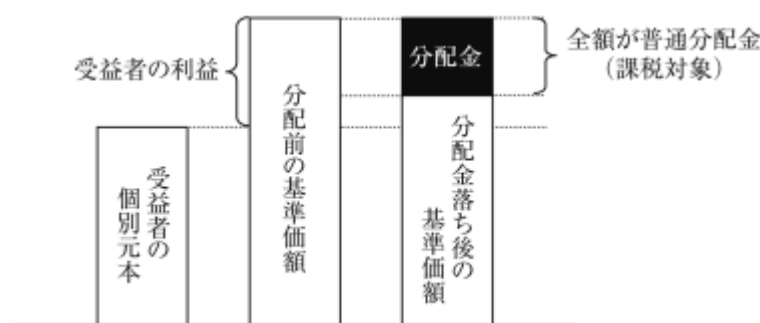 受益者の利益
受益者の
個別元本
分配前の基準価額
分配金
分配金落ち後の
基準価額
全額が普通分配金
（課税対象）